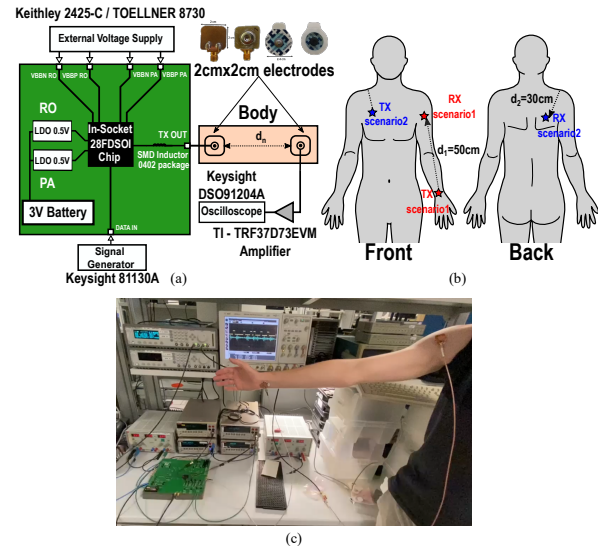 Keithley 2425-C / TOELLNER 8730
External Voltage Supply
VBBN RO
VBBP RO
VBBN PA
VBBP PA
2cmx2cm electrodes
RO
LDO 0.5V
LDO 0.5V
PA
3V Battery
In-Socket
28FDSOI
Chip
TX OUT
SMD Inductor
0402 package
Body
dn
Keysight
DSO91204A
Oscilloscope
TI - TRF37D73EVM
Amplifier
DATA IN
Signal
Generator
Keysight 81130A
(a)
TX
scenario2
RX
scenario1
d1=50cm
TX
scenario1
Front
d2=30cm
RX
scenario2
Back
(b)
(c)